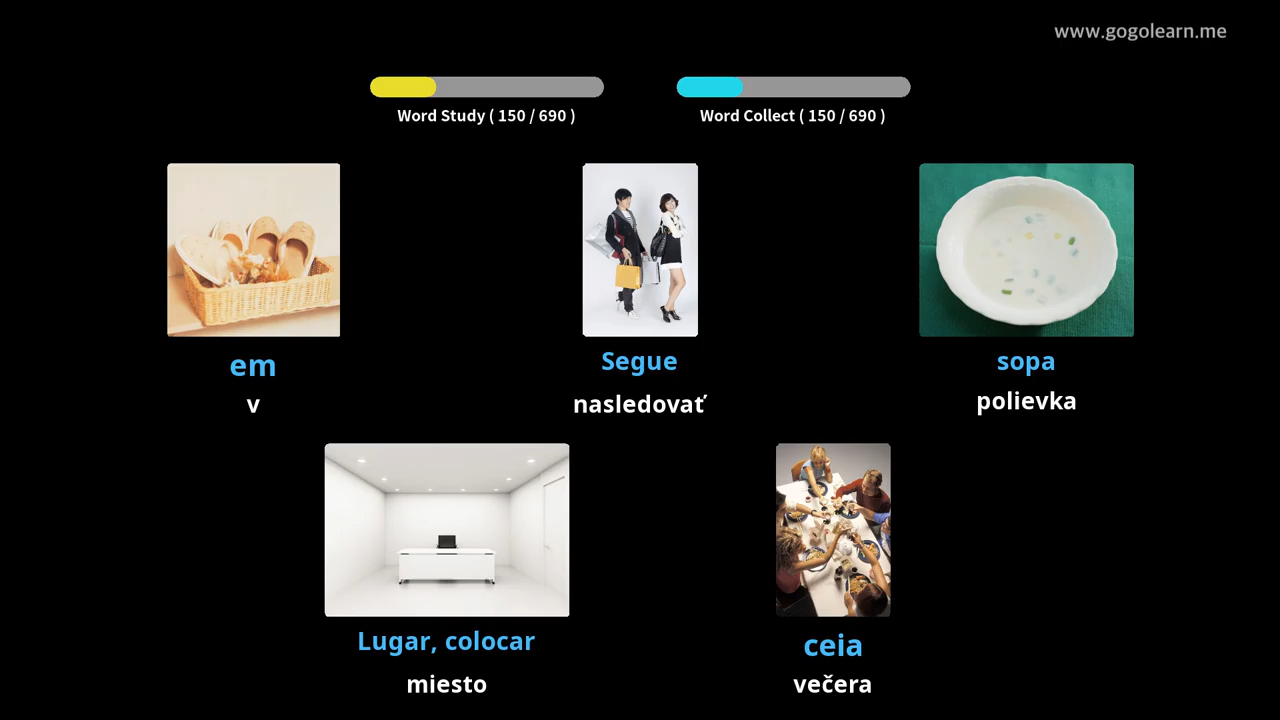 www.gogolearn.me
Word Study ( 150 / 690 )
Word Collect ( 150 / 690 )
em
v
Segue
nasledovať
sopa
polievka
Lugar, colocar
miesto
ceia
večera